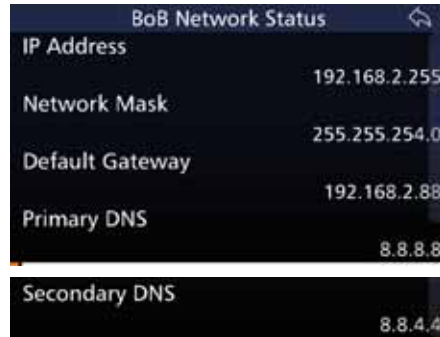 BoB Network Status
IP Address
192.168.2.255
Network Mask
255.255.254.0
Default Gateway
192.168.2.88
Primary DNS
8.8.8.8
Secondary DNS
8.8.4.4